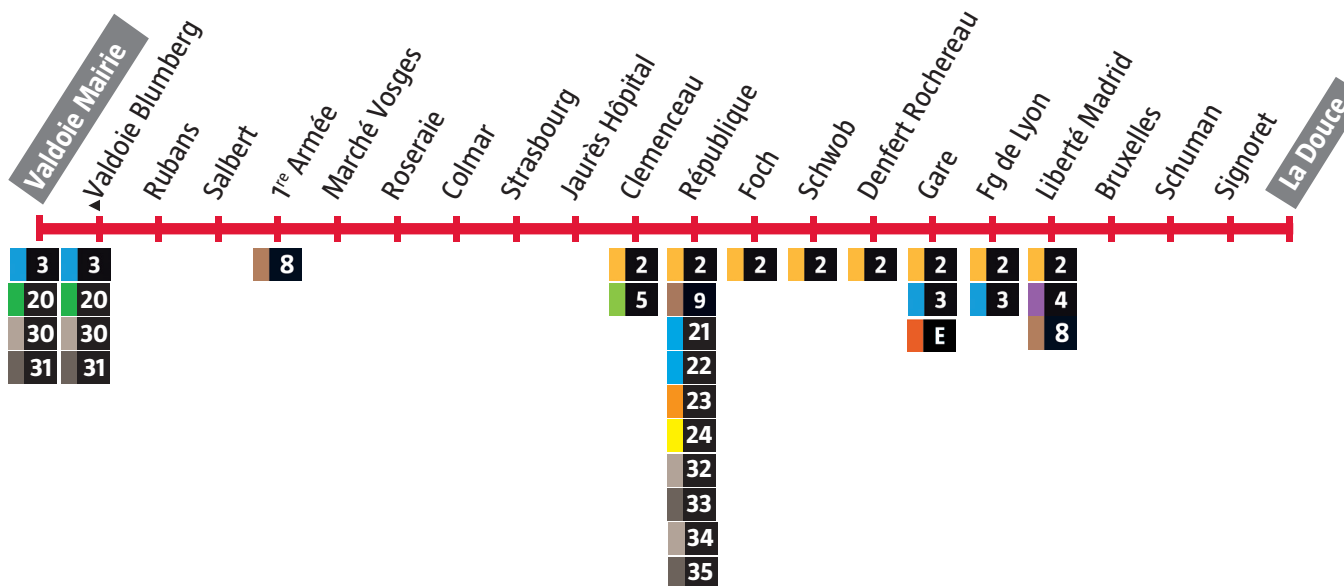 Valdoie Mairie
Valdoie Blumberg
Rubans
Salbert
1re Armée
Marché Vosges
Roseraie
Colmar
Strasbourg
Jaurès Hôpital
Clemenceau
République
Foch
Schwob
Denfert Rochereau
Gare
Fg de Lyon
Liberté Madrid
Bruxelles
Schuman
Signoret
La Douce
3
20
30
31
3
20
30
31
8
2
5
2
9
21
22
23
24
32
33
34
35
2
2
2
2
3
E
2
3
2
4
8